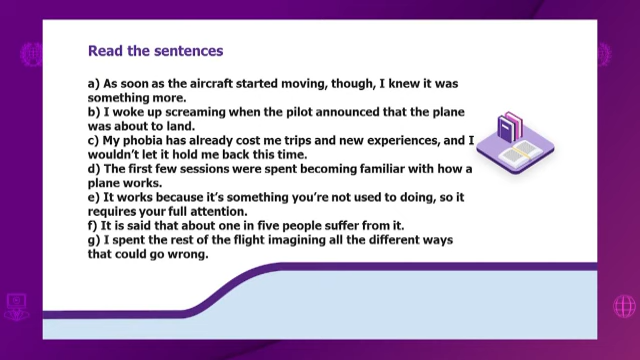 Read the sentences
a) As soon as the aircraft started moving, though, I knew it was
something more.
b) I woke up screaming when the pilot announced that the plane
was about to land.
c) My phobia has already cost me trips and new experiences, and I
wouldn't let it hold me back this time.
d) The first few sessions were spent becoming familiar with how a
plane works.
e) It works because it's something you're not used to doing, so it
requires your full attention.
f) It is said that about one in five people suffer from it.
g) I spent the rest of the flight imagining all the different ways
that could go wrong.